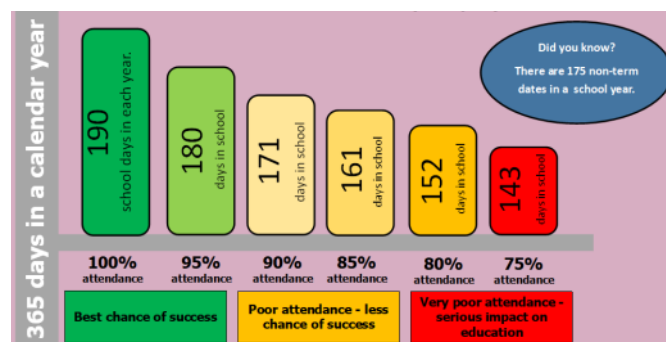 365 days in a calendar year
Did you know?
There are 175 non-term
dates in a school year.
190
school days in each year.
180
days in school
171
days in school
161
days in school
152
days in school
143
days in school
100%
attendance
95%
attendance
90%
attendance
85%
attendance
80%
attendance
75%
attendance
Best chance of success
Poor attendance - less
chance of success
Very poor attendance -
serious impact on
education